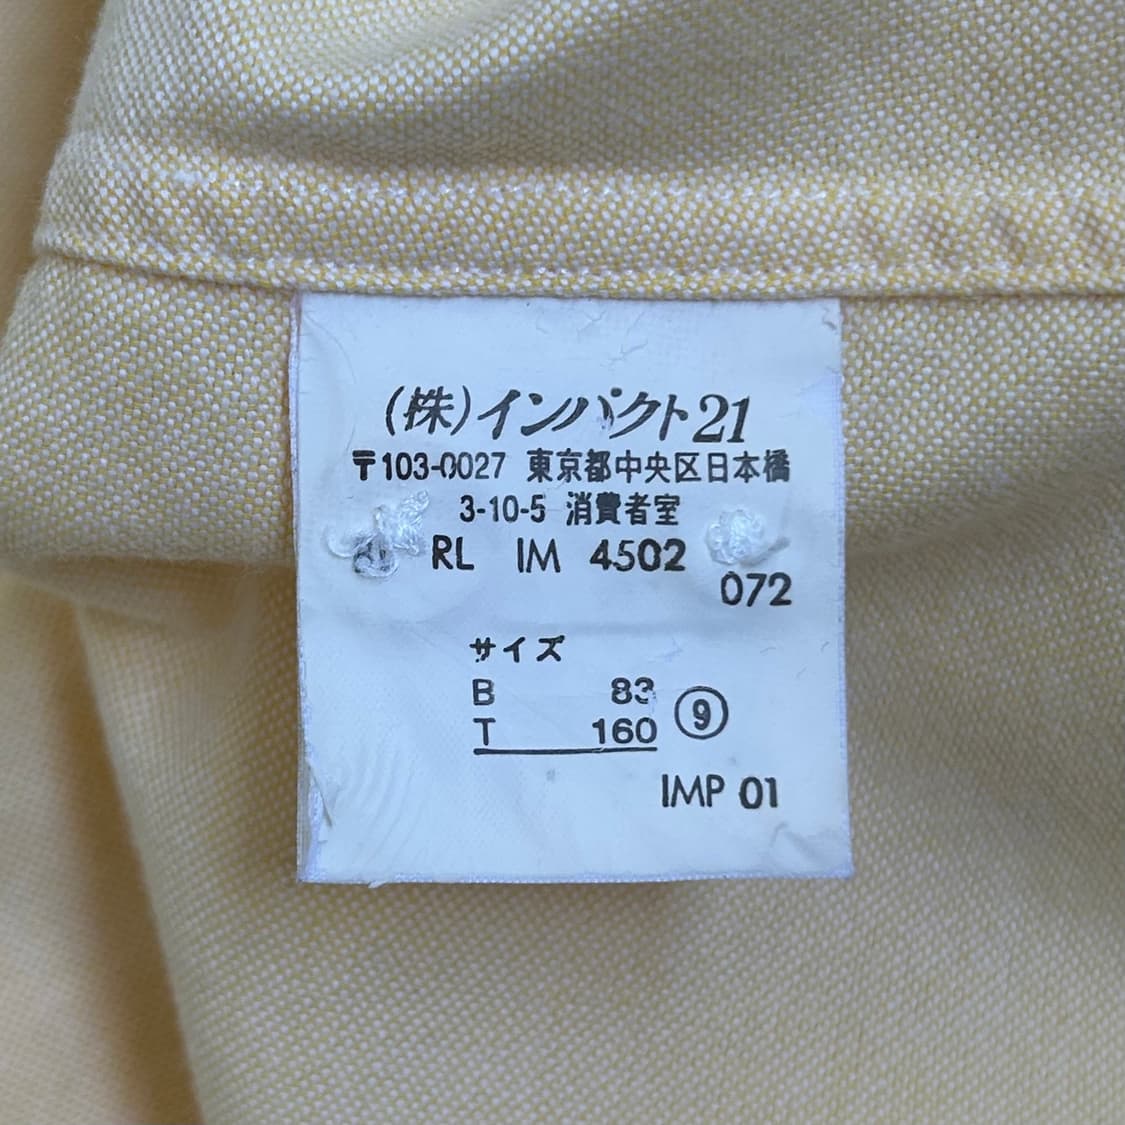 (株)インパクト21
〒103-0027 東京都中央区日本橋
3-10-5 消費者室
RL IM 4502
072
サイズ
B 83
T 160 ⑨
IMP 01